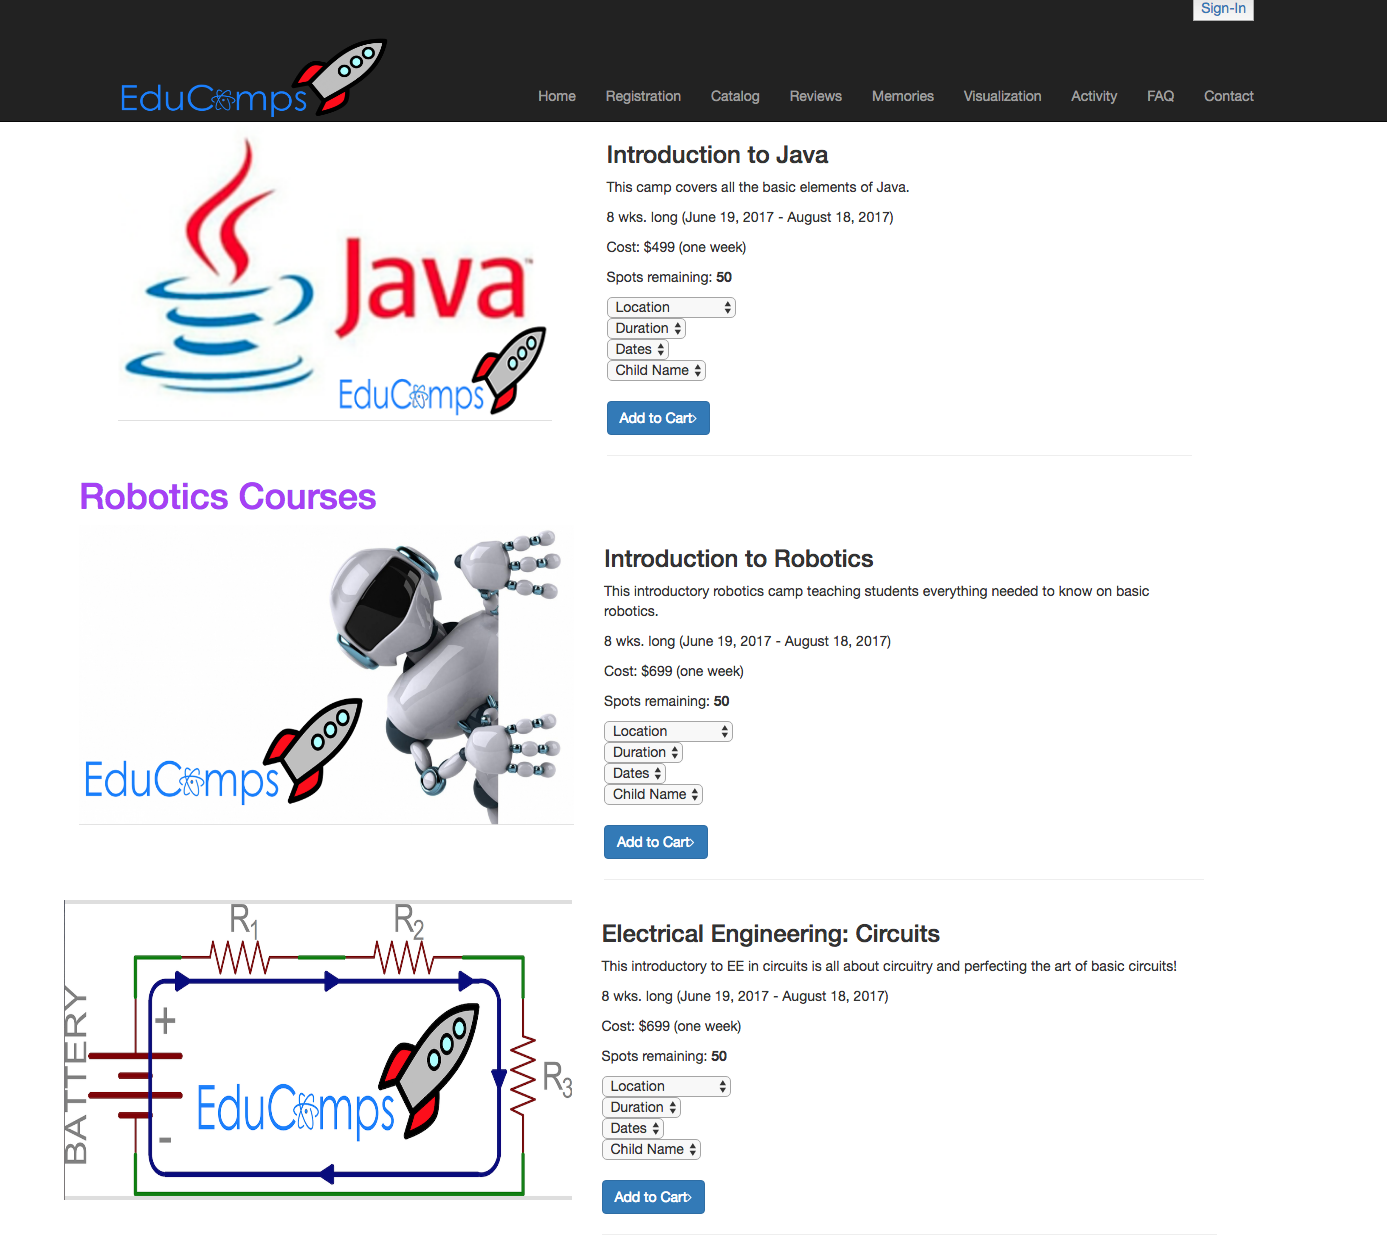 Sign-In
EduCamps
Home Registration Catalog Reviews Memories Visualization Activity FAQ Contact
Java™
EduCamps
Introduction to Java
This camp covers all the basic elements of Java.
8 wks. long (June 19, 2017 - August 18, 2017)
Cost: $499 (one week)
Spots remaining: 50
Location
Duration
Dates
Child Name
Add to Cart
Robotics Courses
EduCamps
Introduction to Robotics
This introductory robotics camp teaching students everything needed to know on basic
robotics.
8 wks. long (June 19, 2017 - August 18, 2017)
Cost: $699 (one week)
Spots remaining: 50
Location
Duration
Dates
Child Name
Add to Cart
R1 R2
BATTERY
+
R3
EduCamps
-
Electrical Engineering: Circuits
This introductory to EE in circuits is all about circuitry and perfecting the art of basic circuits!
8 wks. long (June 19, 2017 - August 18, 2017)
Cost: $699 (one week)
Spots remaining: 50
Location
Duration
Dates
Child Name
Add to Cart